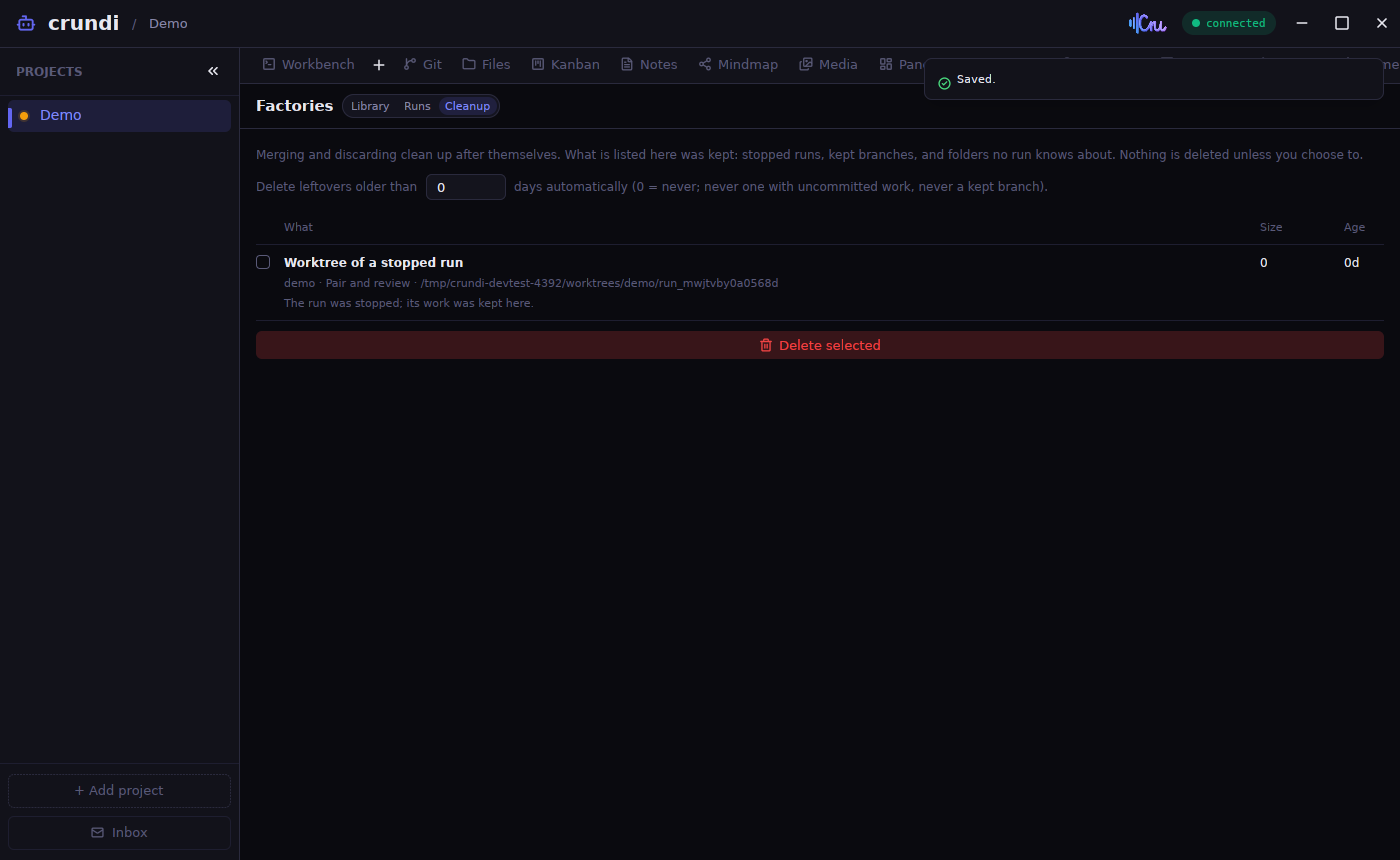 crundi / Demo
Cru
connected
PROJECTS
Demo
+ Add project
Inbox
Workbench + Git Files Kanban Notes Mindmap Media
Saved.
Factories Library Runs Cleanup
Merging and discarding clean up after themselves. What is listed here was kept: stopped runs, kept branches, and folders no run knows about. Nothing is deleted unless you choose to.
Delete leftovers older than 0 days automatically (0 = never; never one with uncommitted work, never a kept branch).
What Size Age
Worktree of a stopped run 0 0d
demo · Pair and review · /tmp/crundi-devtest-4392/worktrees/demo/run_mwjtvby0a0568d
The run was stopped; its work was kept here.
Delete selected